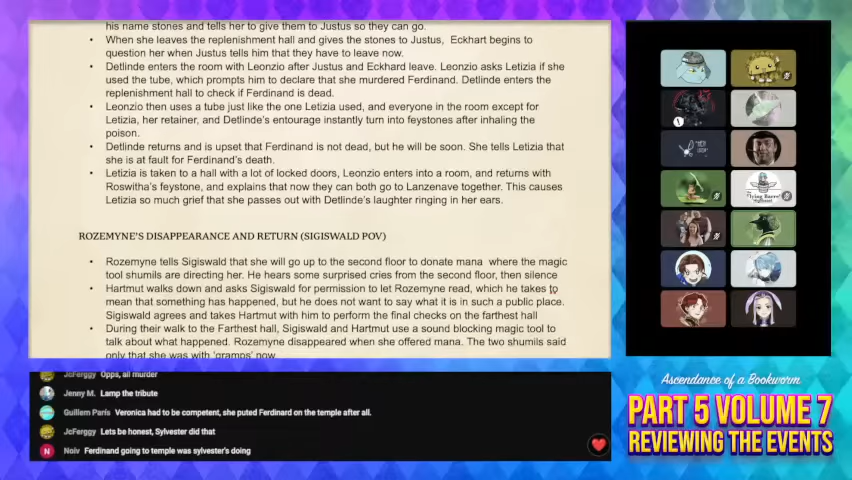 his name stones and tells her to give them to Justus so they can go.
• When she leaves the replenishment hall and gives the stones to Justus, Eckhart begins to
question her when Justus tells him that they have to leave now.
• Detlinde enters the room with Leonzio after Justus and Eckhard leave. Leonzio asks Letizia if she
used the tube, which prompts him to declare that she murdered Ferdinand. Detlinde enters the
replenishment hall to check if Ferdinand is dead.
• Leonzio then uses a tube just like the one Letizia used, and everyone in the room except for
Letizia, her retainer, and Detlinde's entourage instantly turn into feystones after inhaling the
poison.
• Detlinde returns and is upset that Ferdinand is not dead, but he will be soon. She tells Letizia that
she is at fault for Ferdinand's death.
• Letizia is taken to a hall with a lot of locked doors, Leonzio enters into a room, and returns with
Roswitha's feystone, and explains that now they can both go to Lanzenave together. This causes
Letizia so much grief that she passes out with Detlinde's laughter ringing in her ears.
ROZEMYNE'S DISAPPEARANCE AND RETURN (SIGISWALD POV)
• Rozemyne tells Sigiswald that she will go up to the second floor to donate mana where the magic
tool shumils are directing her. He hears some surprised cries from the second floor, then silence
• Hartmut walks down and asks Sigiswald for permission to let Rozemyne read, which he takes to
mean that something has happened, but he does not want to say what it is in such a public place.
Sigiswald agrees and takes Hartmut with him to perform the final checks on the farthest hall
• During their walk to the Farthest hall, Sigiswald and Hartmut use a sound blocking magic tool to
talk about what happened. Rozemyne disappeared when she offered mana. The two shumils said
only that she was with 'gramps' now.
JcFerggy Opps, all murder
Jenny M. Lamp the tribute
Guillem París Veronica had to be competent, she puted Ferdinard on the temple after all.
JcFerggy Lets be honest, Sylvester did that
N Noiv Ferdinand going to temple was sylvester's doing
Ascendance of a Bookworm
PART 5 VOLUME 7
REVIEWING THE EVENTS